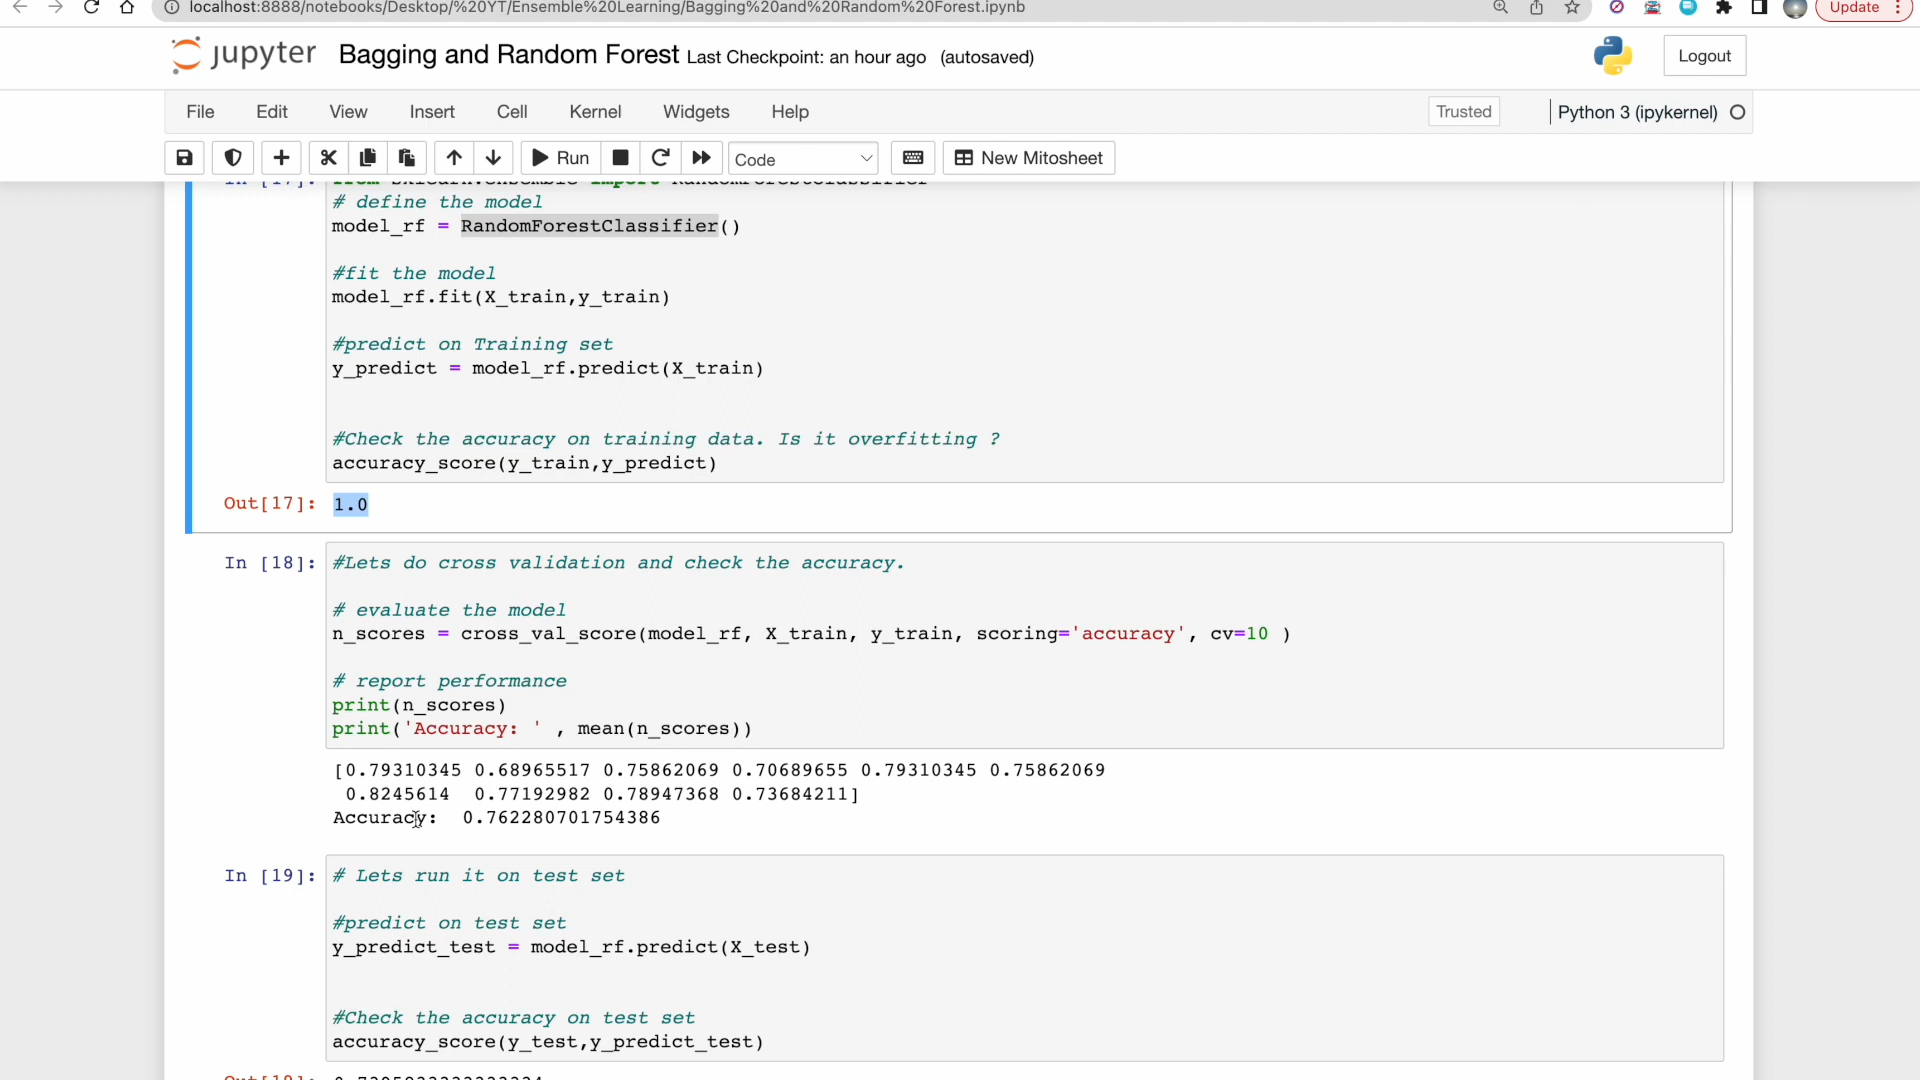 localhost:8888/notebooks/Desktop/%20YT/Ensemble%20Learning/Bagging%20and%20Random%20Forest.ipynb
Update
jupyter Bagging and Random Forest Last Checkpoint: an hour ago (autosaved)
Logout
File Edit View Insert Cell Kernel Widgets Help
Trusted
Python 3 (ipykernel)
Run
Code
New Mitosheet
In [17]: from sklearn.ensemble import RandomForestClassifier
# define the model
model_rf = RandomForestClassifier()
#fit the model
model_rf.fit(X_train,y_train)
#predict on Training set
y_predict = model_rf.predict(X_train)
#Check the accuracy on training data. Is it overfitting ?
accuracy_score(y_train,y_predict)
Out[17]: 1.0
In [18]: #Lets do cross validation and check the accuracy.
# evaluate the model
n_scores = cross_val_score(model_rf, X_train, y_train, scoring='accuracy', cv=10 )
# report performance
print(n_scores)
print('Accuracy: ' , mean(n_scores))
[0.79310345 0.68965517 0.75862069 0.70689655 0.79310345 0.75862069
0.8245614  0.77192982 0.78947368 0.73684211]
Accuracy:  0.762280701754386
In [19]: # Lets run it on test set
#predict on test set
y_predict_test = model_rf.predict(X_test)
#Check the accuracy on test set
accuracy_score(y_test,y_predict_test)